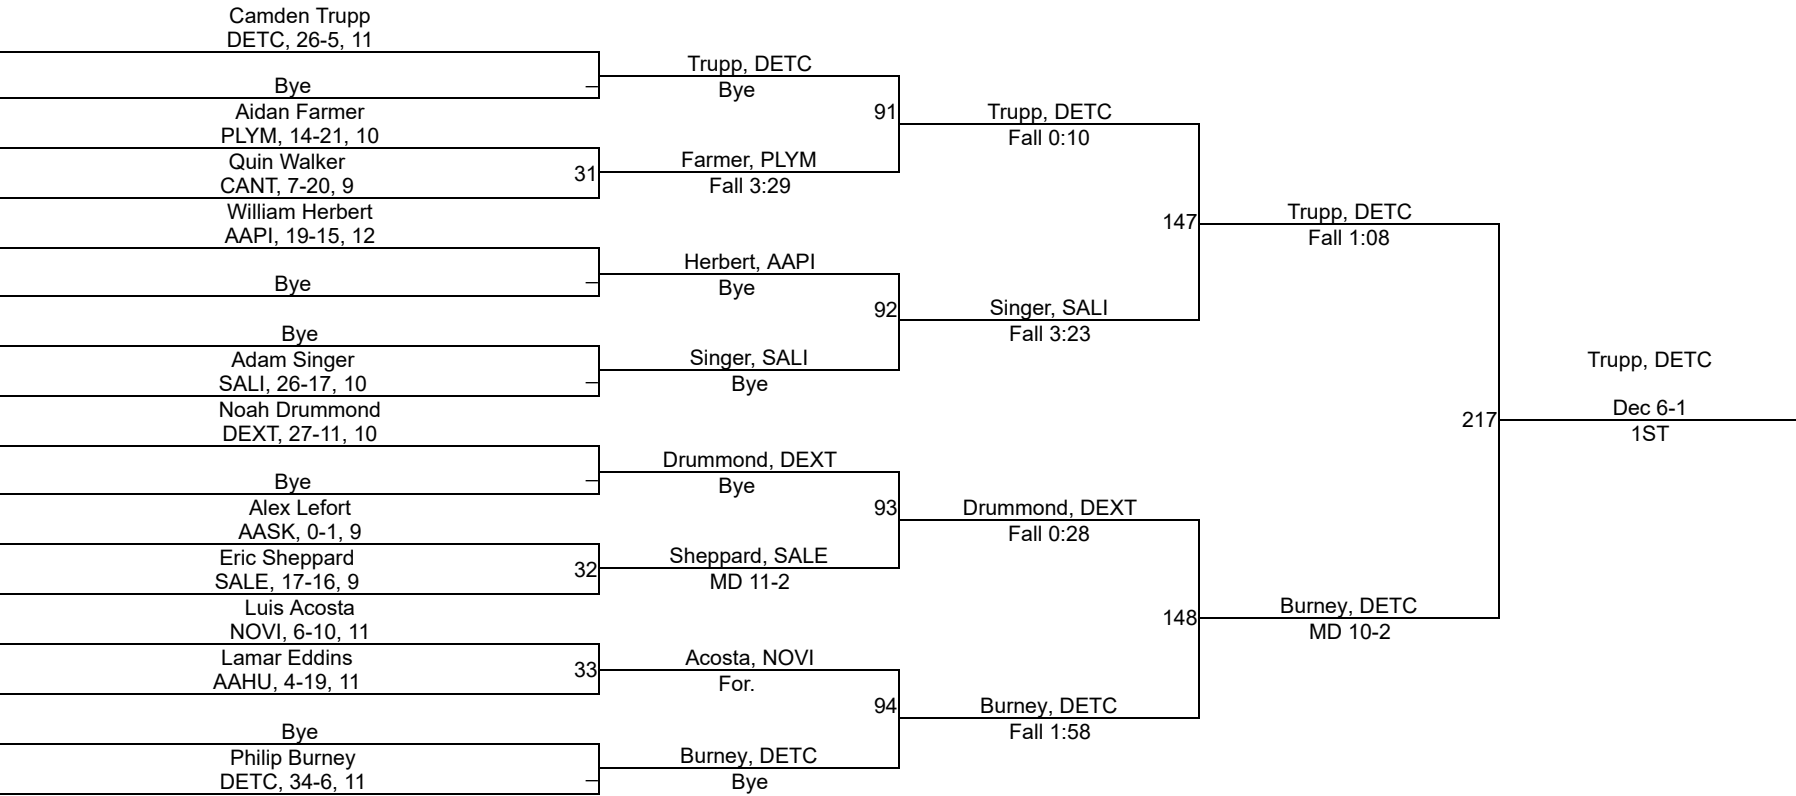 Camden Trupp
DETC, 26-5, 11
Bye
Aidan Farmer
PLYM, 14-21, 10
Quin Walker
CANT, 7-20, 9
31
William Herbert
AAPI, 19-15, 12
Bye
Bye
Adam Singer
SALI, 26-17, 10
Noah Drummond
DEXT, 27-11, 10
Bye
Alex Lefort
AASK, 0-1, 9
Eric Sheppard
SALE, 17-16, 9
32
Luis Acosta
NOVI, 6-10, 11
Lamar Eddins
AAHU, 4-19, 11
33
Bye
Philip Burney
DETC, 34-6, 11
Trupp, DETC
Bye
91
Farmer, PLYM
Fall 3:29
Herbert, AAPI
Bye
92
Singer, SALI
Bye
Drummond, DEXT
Bye
93
Sheppard, SALE
MD 11-2
Acosta, NOVI
For.
94
Burney, DETC
Bye
Trupp, DETC
Fall 0:10
147
Singer, SALI
Fall 3:23
Drummond, DEXT
Fall 0:28
148
Burney, DETC
Fall 1:58
Trupp, DETC
Fall 1:08
217
Burney, DETC
MD 10-2
Trupp, DETC
Dec 6-1
1ST